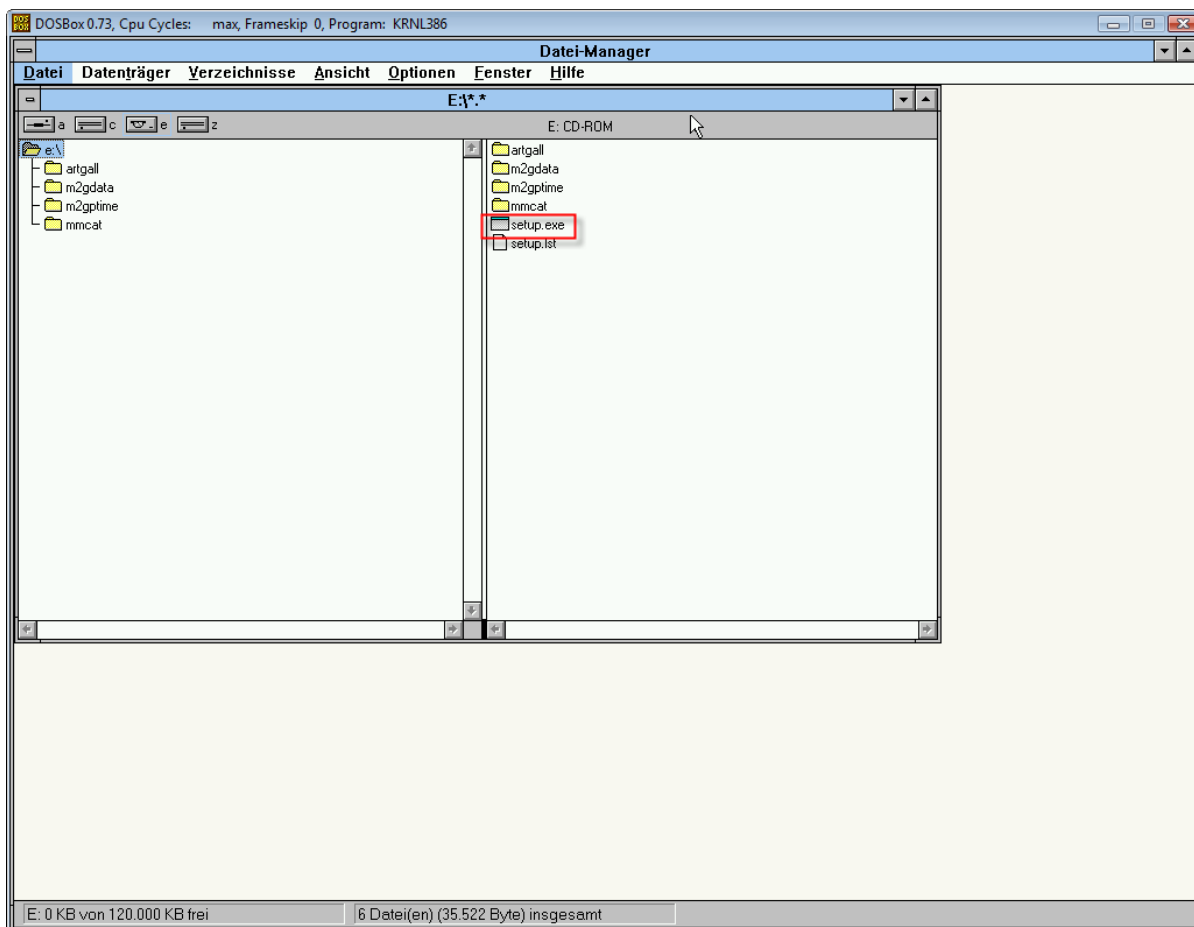 DOSBox 0.73, Cpu Cycles: max, Frameskip 0, Program: KRNL386
Datei-Manager
Datei Datenträger Verzeichnisse Ansicht Optionen Fenster Hilfe
E:\*.*
a c e z E: CD-ROM
e:\
artgall
m2gdata
m2gptime
mmcat
artgall
m2gdata
m2gptime
mmcat
setup.exe
setup.lst
E: 0 KB von 120.000 KB frei
6 Datei(en) (35.522 Byte) insgesamt